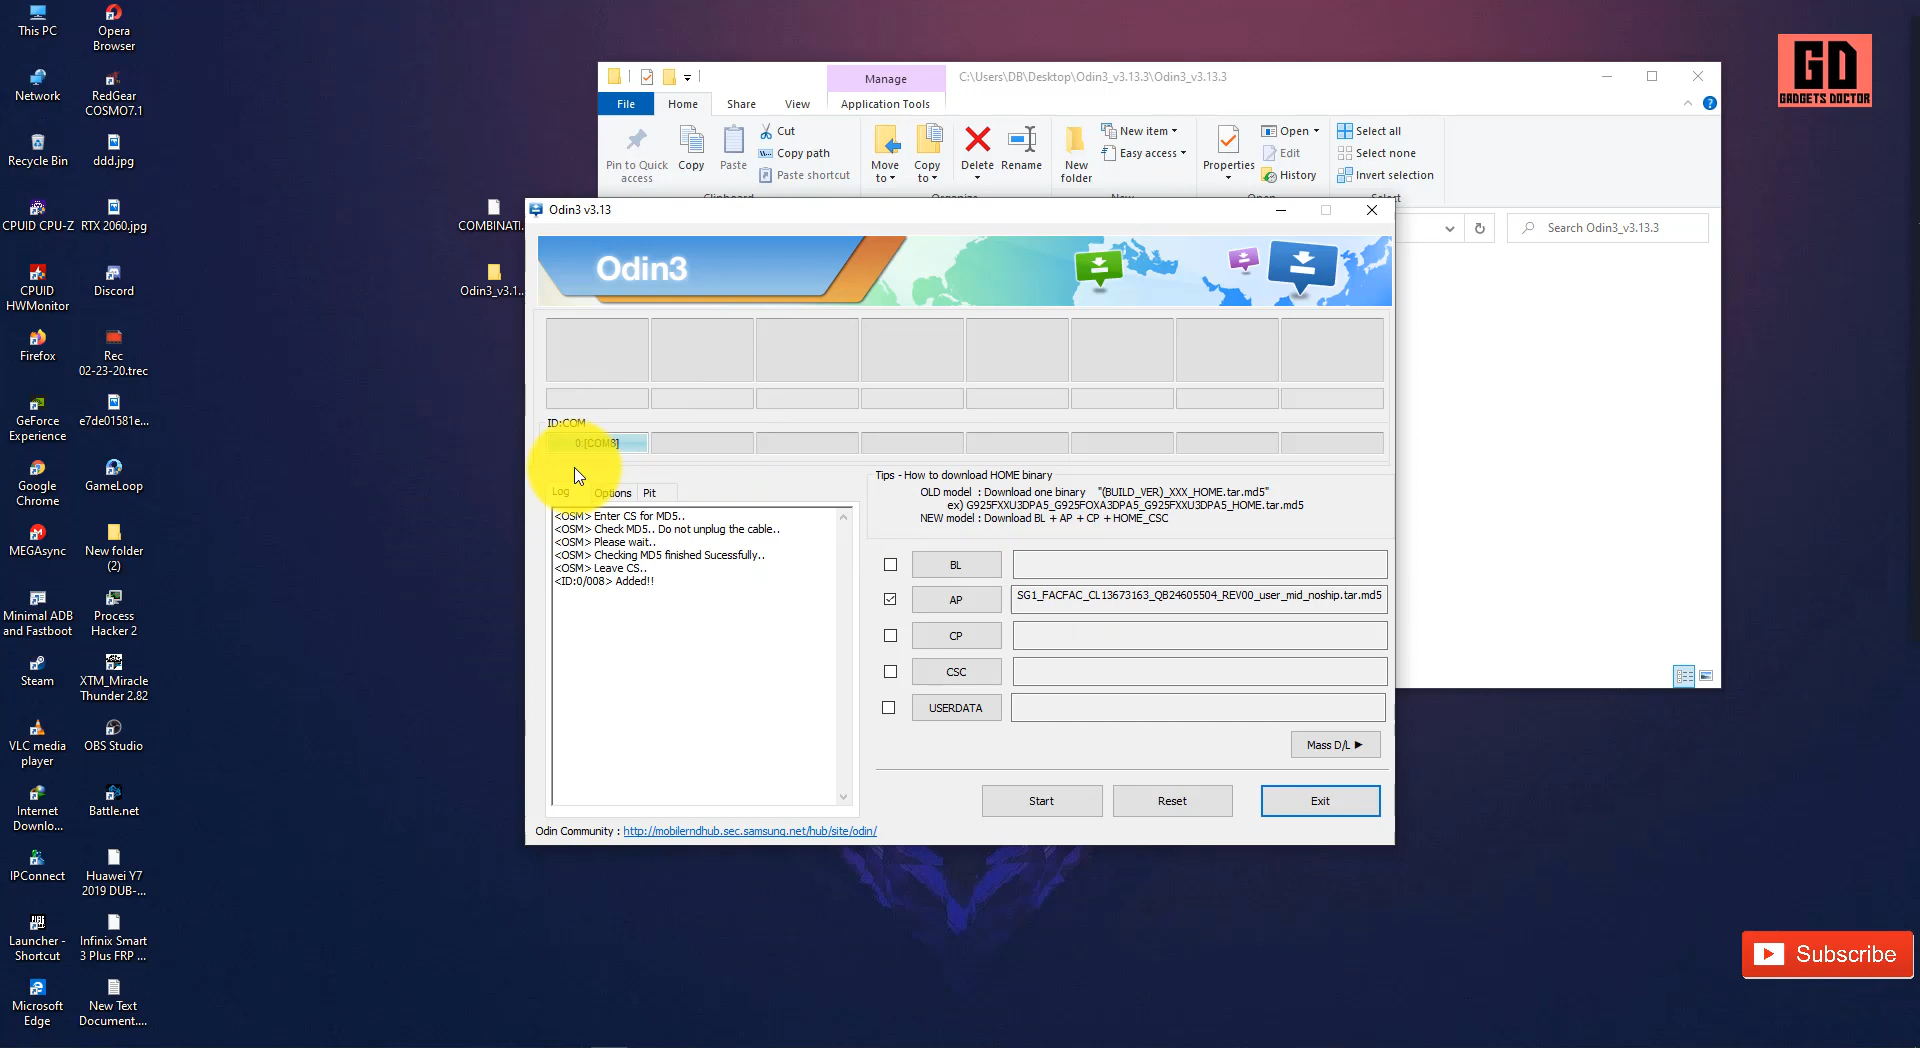 This PC
Opera
Browser
Network
RedGear
COSMO7.1
Recycle Bin
ddd.jpg
CPUID CPU-Z
RTX 2060.jpg
CPUID
HWMonitor
Discord
Firefox
Rec
02-23-20.trec
GeForce
Experience
e7de01581e...
Google
Chrome
GameLoop
MEGAsync
New folder
(2)
Minimal ADB
and Fastboot
Process
Hacker 2
Steam
XTM_Miracle
Thunder 2.82
VLC media
player
OBS Studio
Internet
Downlo...
Battle.net
IPConnect
Huawei Y7
2019 DUB-...
Launcher -
Shortcut
Infinix Smart
3 Plus FRP ...
Microsoft
Edge
New Text
Document....
COMBINATI...
Odin3_v3.1...
Manage
C:\Users\DB\Desktop\Odin3_v3.13.3\Odin3_v3.13.3
File
Home
Share
View
Application Tools
Pin to Quick
access
Copy
Paste
Cut
Copy path
Paste shortcut
Clipboard
Move
to
Copy
to
Delete
Rename
Organize
New
folder
New item
Easy access
New
Properties
Open
Edit
History
Open
Select all
Select none
Invert selection
Select
Search Odin3_v3.13.3
Odin3 v3.13
Odin3
ID:COM
0:[COM8]
Log
Options
Pit
<OSM> Enter CS for MD5..
<OSM> Check MD5.. Do not unplug the cable..
<OSM> Please wait..
<OSM> Checking MD5 finished Sucessfully..
<OSM> Leave CS..
<ID:0/008> Added!!
Tips - How to download HOME binary
OLD model : Download one binary "(BUILD_VER)_XXX_HOME.tar.md5"
ex) G925FXXU3DPA5_G925FOXA3DPA5_G925FXXU3DPA5_HOME.tar.md5
NEW model : Download BL + AP + CP + HOME_CSC
BL
AP
SG1_FACFAC_CL13673163_QB24605504_REV00_user_mid_noship.tar.md5
CP
CSC
USERDATA
Mass D/L
Start
Reset
Exit
Odin Community : http://mobilerndhub.sec.samsung.net/hub/site/odin/
GD
GADGETS DOCTOR
Subscribe